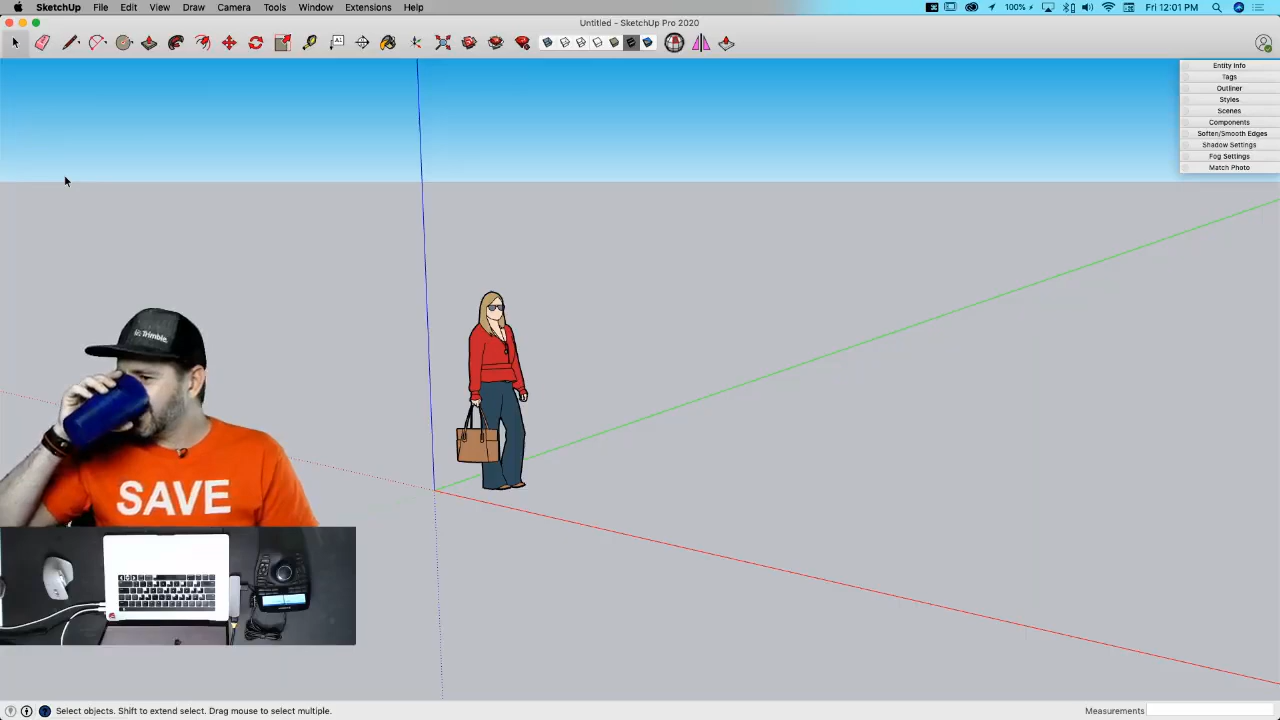 SketchUp File Edit View Draw Camera Tools Window Extensions Help 100% Fri 12:01 PM
Untitled - SketchUp Pro 2020
Entity Info
Tags
Outliner
Styles
Scenes
Components
Soften/Smooth Edges
Shadow Settings
Fog Settings
Match Photo
Trimble
SAVE
Select objects. Shift to extend select. Drag mouse to select multiple. Measurements